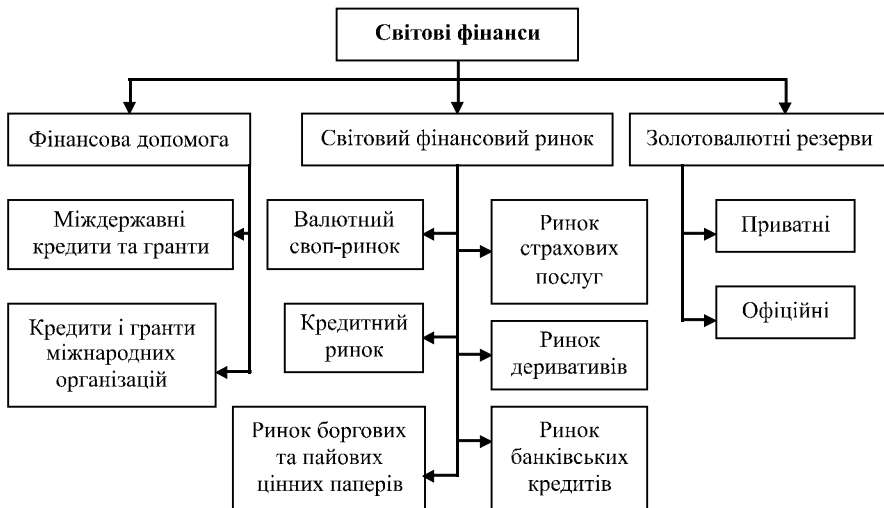 Світові фінанси
Фінансова допомога
Світовий фінансовий ринок
Золотовалютні резерви
Міждержавні
кредити та гранти
Кредити і гранти
міжнародних
організацій
Валютний
своп-ринок
Кредитний
ринок
Ринок боргових
та пайових
цінних паперів
Ринок
страхових
послуг
Ринок
деривативів
Ринок
банківських
кредитів
Приватні
Офіційні